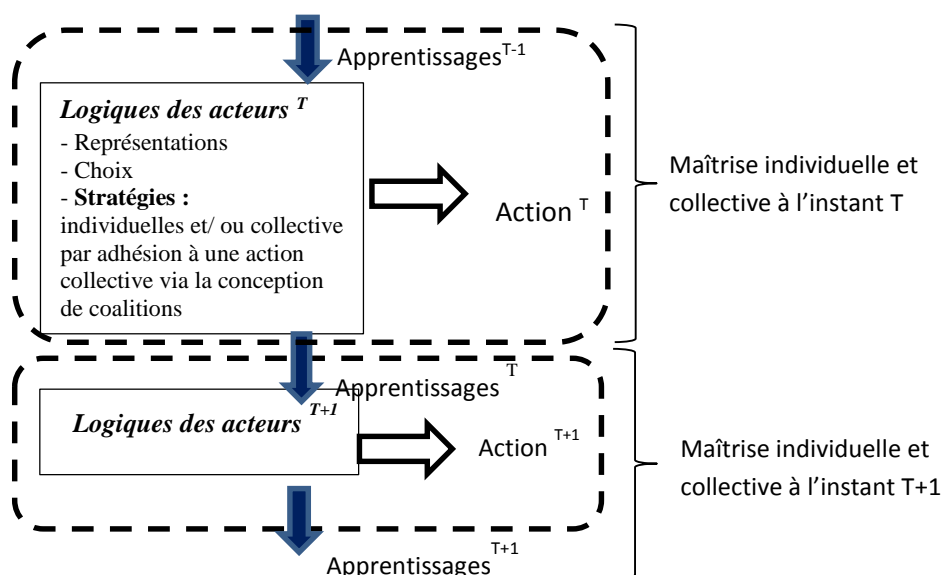 Apprentissages T-1
Logiques des acteurs T
- Représentations
- Choix
- Stratégies :
individuelles et/ ou collective
par adhésion à une action
collective via la conception
de coalitions
Action T
Maîtrise individuelle et
collective à l'instant T
Apprentissages T
Logiques des acteurs T+1
Action T+1
Maîtrise individuelle et
collective à l'instant T+1
Apprentissages T+1